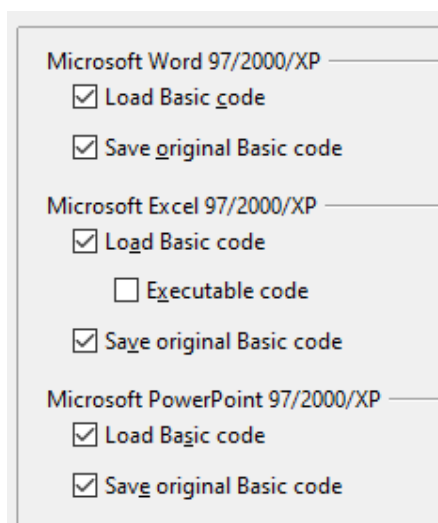 Microsoft Word 97/2000/XP
Load Basic code
Save original Basic code
Microsoft Excel 97/2000/XP
Load Basic code
Executable code
Save original Basic code
Microsoft PowerPoint 97/2000/XP
Load Basic code
Save original Basic code